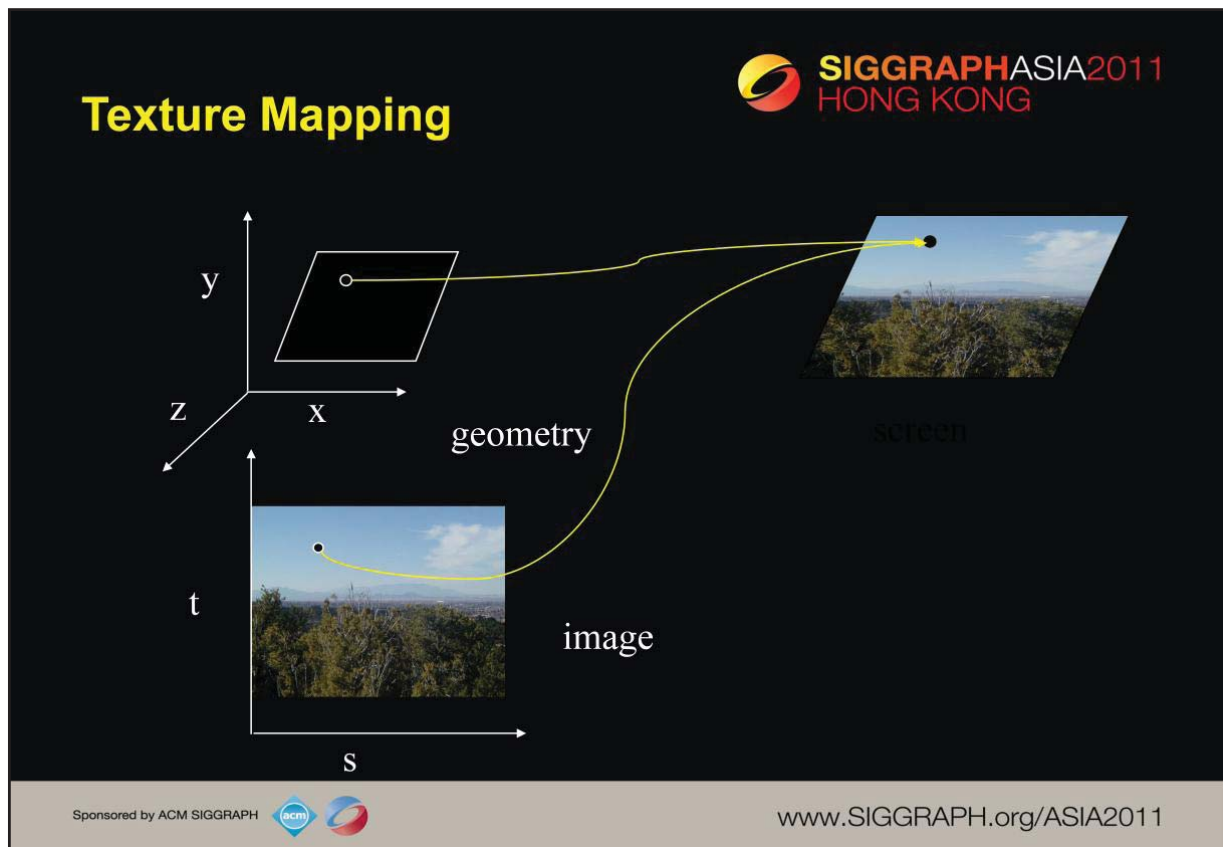 SIGGRAPHASIA2011
HONG KONG
Texture Mapping
y
z
x
geometry
screen
t
image
s
Sponsored by ACM SIGGRAPH
acm
www.SIGGRAPH.org/ASIA2011